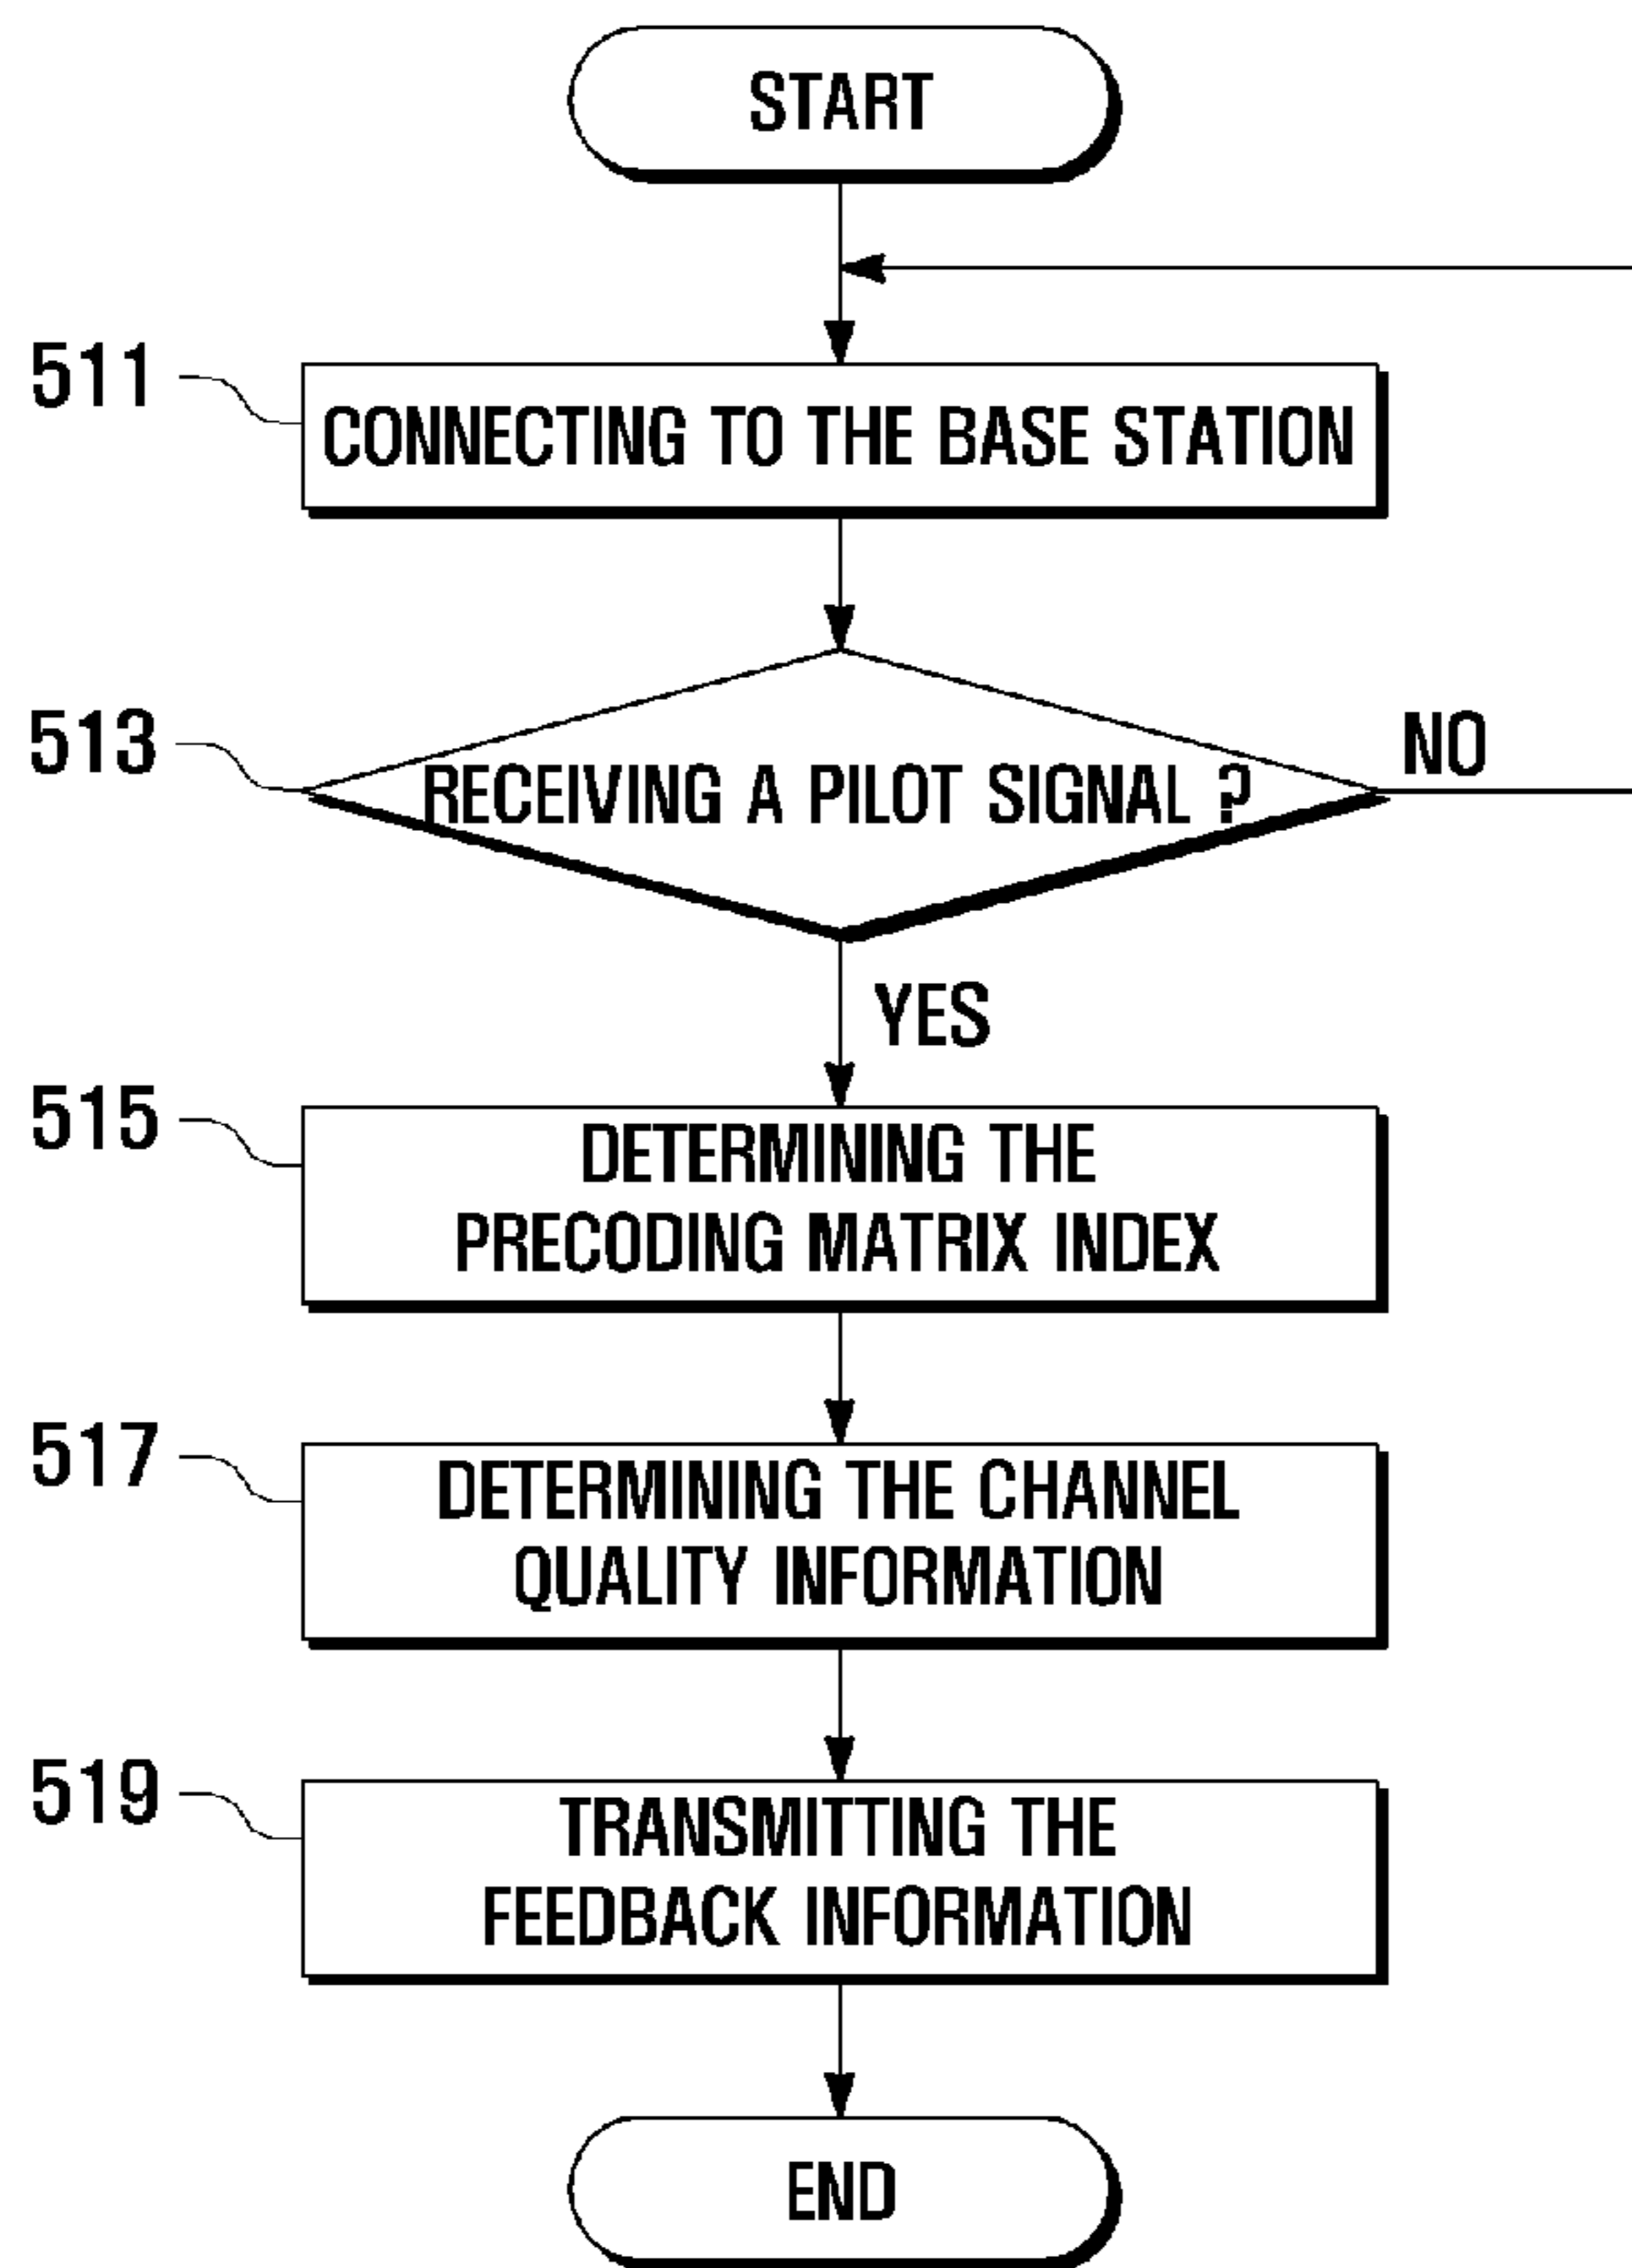 START
511
CONNECTING TO THE BASE STATION
513
RECEIVING A PILOT SIGNAL ?
NO
YES
515
DETERMINING THE
PRECODING MATRIX INDEX
517
DETERMINING THE CHANNEL
QUALITY INFORMATION
519
TRANSMITTING THE
FEEDBACK INFORMATION
END